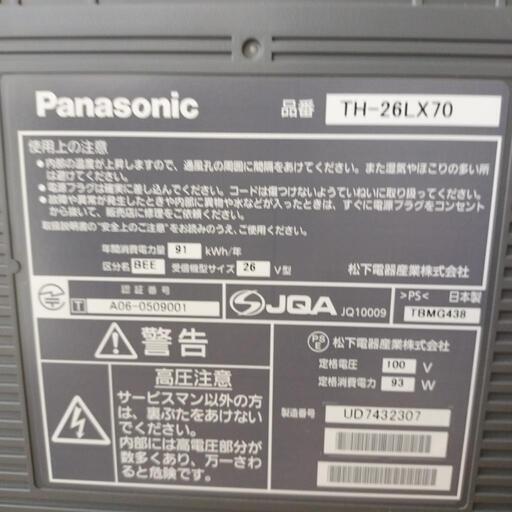 Panasonic
品番 TH-26LX70
使用上の注意
●内部の温度が上昇しますので、通風孔の周囲に間隔をあけてください。また湿気やほこりの多い所は避けてください。
●電源プラグは確実に差し込んでください。コードは傷つけないようていねいに取り扱ってください。
●故障や異常が発生したときや内部に異物や水などが入ったときは、すぐに電源プラグをコンセントから抜いて、販売店に修理をご依頼ください。
取扱説明書の"安全上のご注意"をお読みのうえ、ご使用ください。
年間消費電力量 91 kWh/年
区分名 BEE 受信機型サイズ 26 V型
松下電器産業株式会社
認証番号
T A06-0509001
JQA JQ10009
>PS< 日本製
TBMG438
警告
高圧注意
サービスマン以外の方は、裏ぶたをあけないでください。
内部には高電圧部分が数多くあり、万一さわると危険です。
PSE 松下電器産業株式会社
定格電圧 100 V
定格消費電力 93 W
製造番号 UD7432307